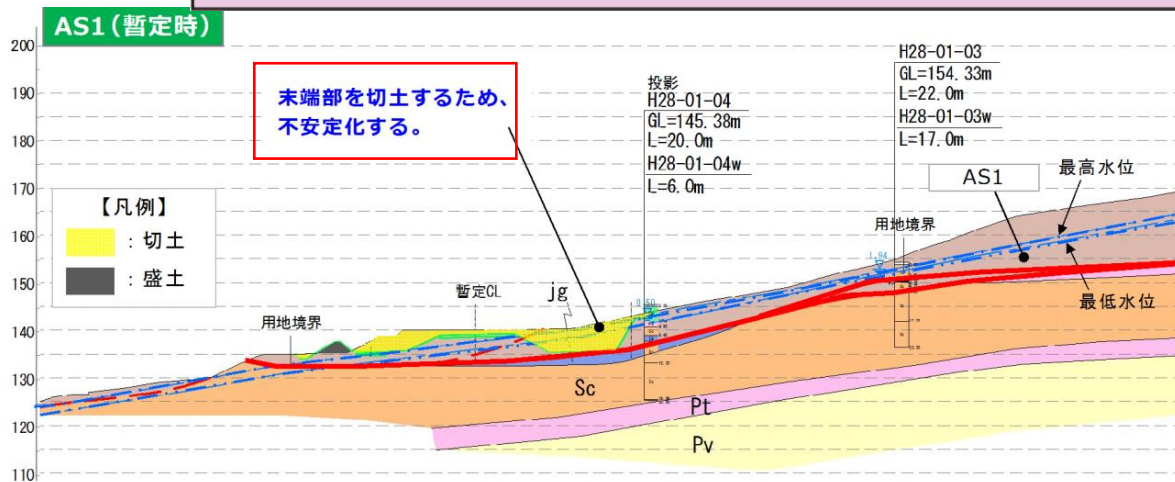 AS1(暫定時)
200
190
180
170
160
150
140
130
120
110
末端部を切土するため、
不安定化する。
【凡例】
：切土
：盛土
投影
H28-01-04
GL=145.38m
L=20.0m
H28-01-04w
L=6.0m
H28-01-03
GL=154.33m
L=22.0m
H28-01-03w
L=17.0m
AS1
最高水位
最低水位
用地境界
1.94
暫定CL
jg
0.50
用地境界
Sc
Pt
Pv